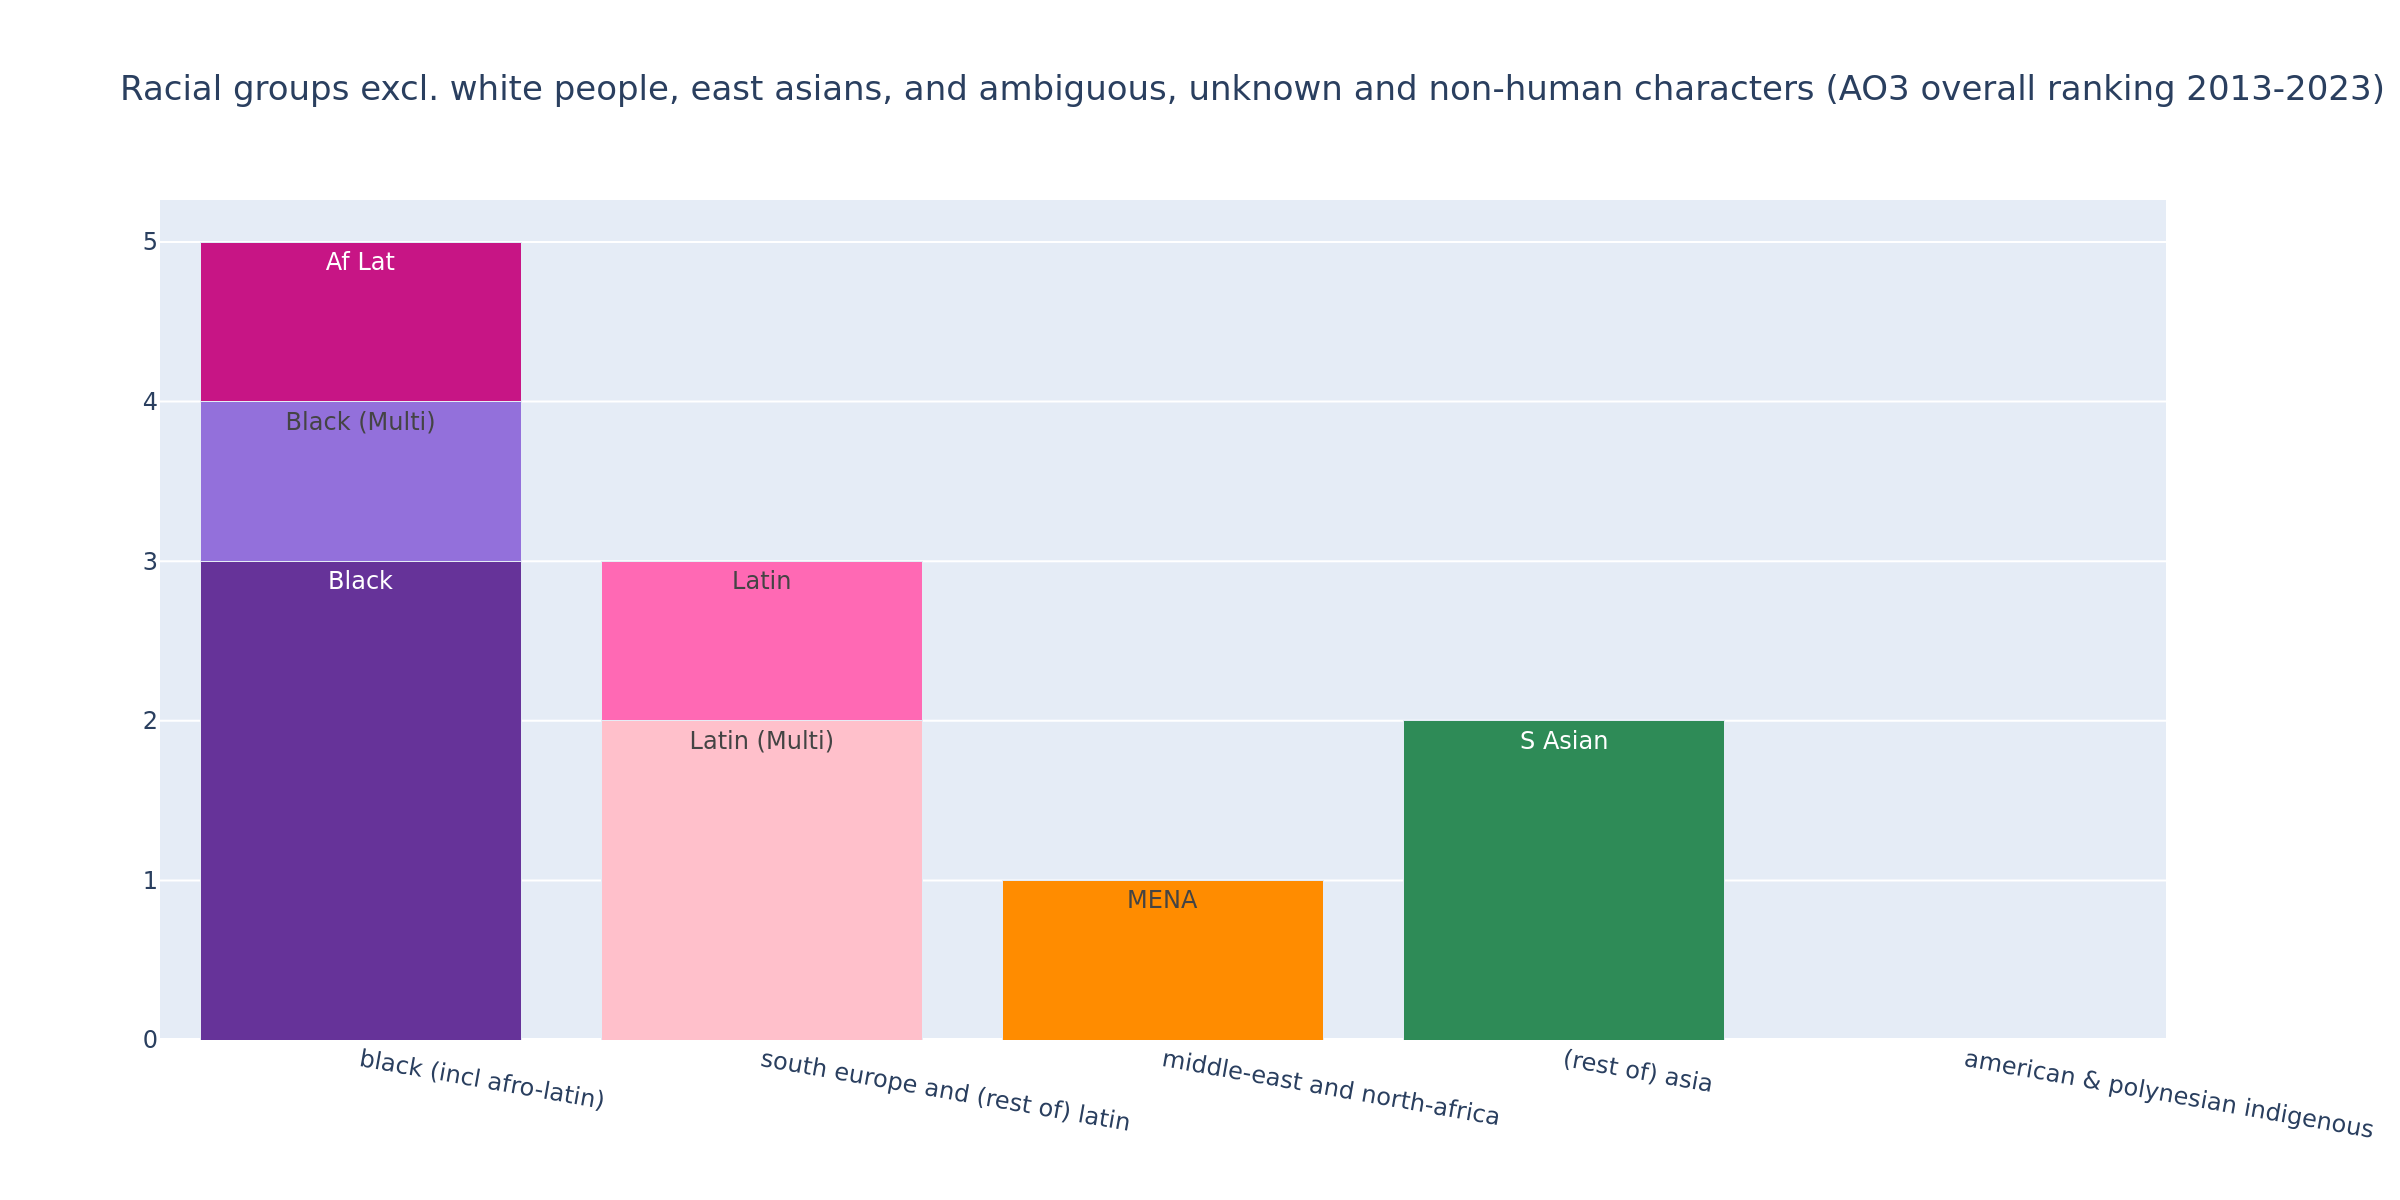 Racial groups excl. white people, east asians, and ambiguous, unknown and non-human characters (AO3 overall ranking 2013-2023)
5
Af Lat
4
Black (Multi)
3
Black
Latin
2
Latin (Multi)
S Asian
1
MENA
0
black (incl afro-latin)
south europe and (rest of) latin
middle-east and north-africa
(rest of) asia
american & polynesian indigenous